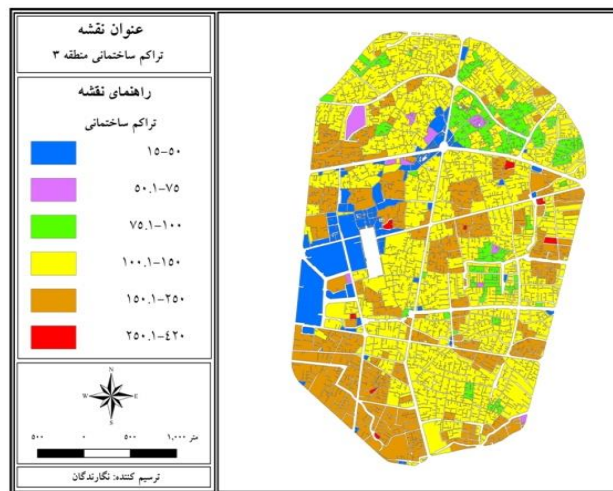 عنوان نقشه
تراکم ساختمانی منطقه ۳
راهنمای نقشه
تراکم ساختمانی
۱۵-۵۰
۵۰.۱-۷۵
۷۵.۱-۱۰۰
۱۰۰.۱-۱۵۰
۱۵۰.۱-۲۵۰
۲۵۰.۱-۴۲۰
N
W E
S
۵۰۰ ۰ ۵۰۰ ۱,۰۰۰ متر
ترسیم کننده: نگارندگان